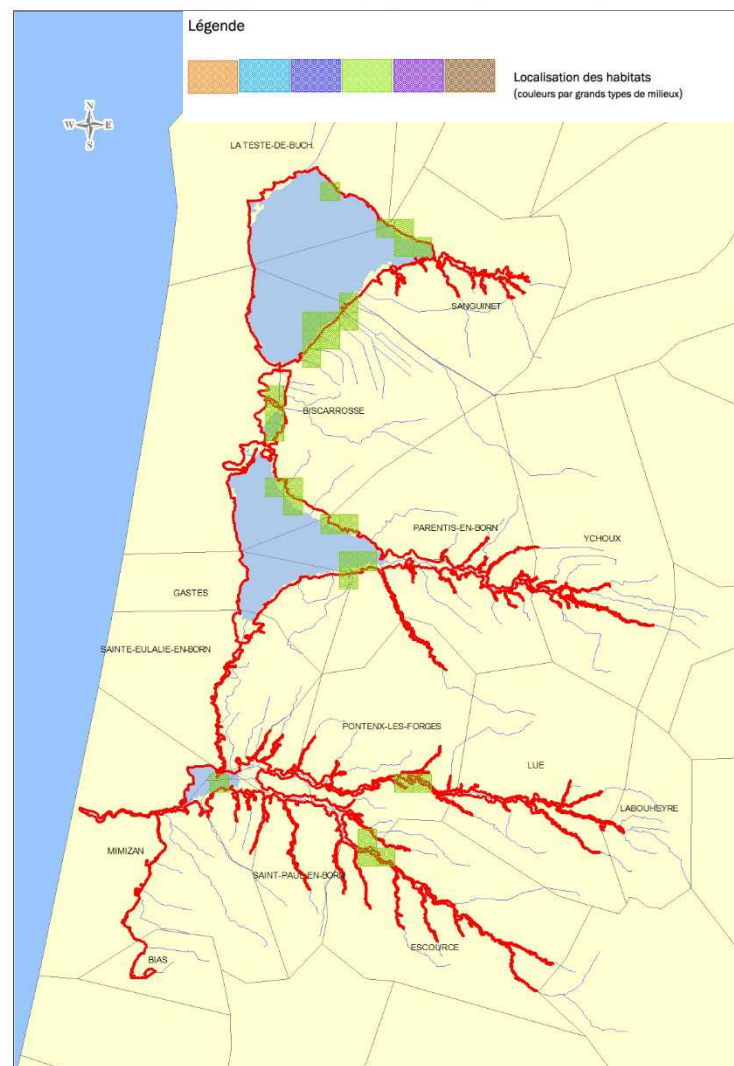 Légende
Localisation des habitats
(couleurs par grands types de milieux)
N
W E
S
LA TESTE-DE-BUCH
SANGUINET
BISCARROSSE
PARENTIS-EN-BORN
YCHOUX
GASTES
SAINTE-EULALIE-EN-BORN
PONTENX-LES-FORGES
LUE
LABOUHEYRE
MIMIZAN
SAINT-PAUL-EN-BORN
ESCOURCE
BIAS